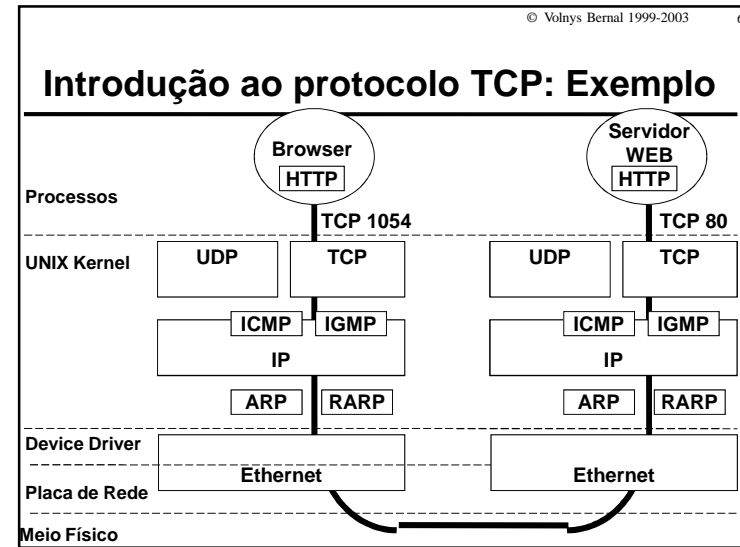 © Volnys Bernal 1999-2003
Introdução ao protocolo TCP: Exemplo
Browser
HTTP
Servidor
WEB
HTTP
Processos
TCP 1054
TCP 80
UNIX Kernel
UDP
TCP
UDP
TCP
ICMP
IGMP
ICMP
IGMP
IP
IP
ARP
RARP
ARP
RARP
Device Driver
Ethernet
Ethernet
Placa de Rede
Meio Físico